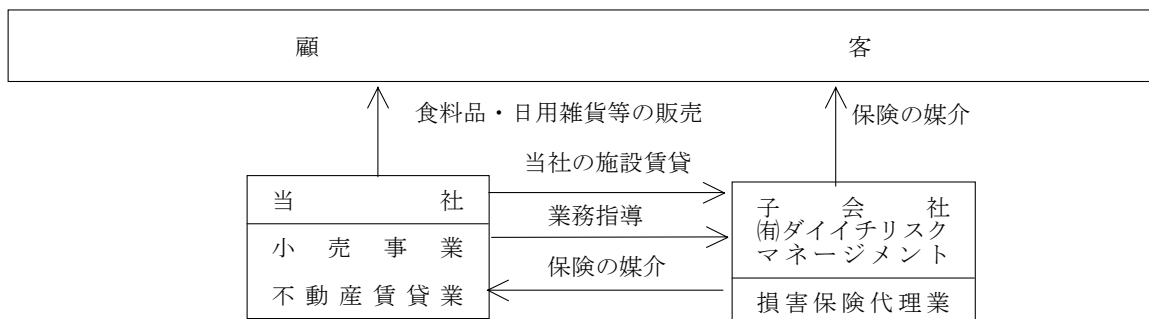 顧客
食料品・日用雑貨等の販売
保険の媒介
当社の施設賃貸
当社
業務指導
子会社
㈲ダイイチリスク
マネージメント
小売事業
保険の媒介
不動産賃貸業
損害保険代理業